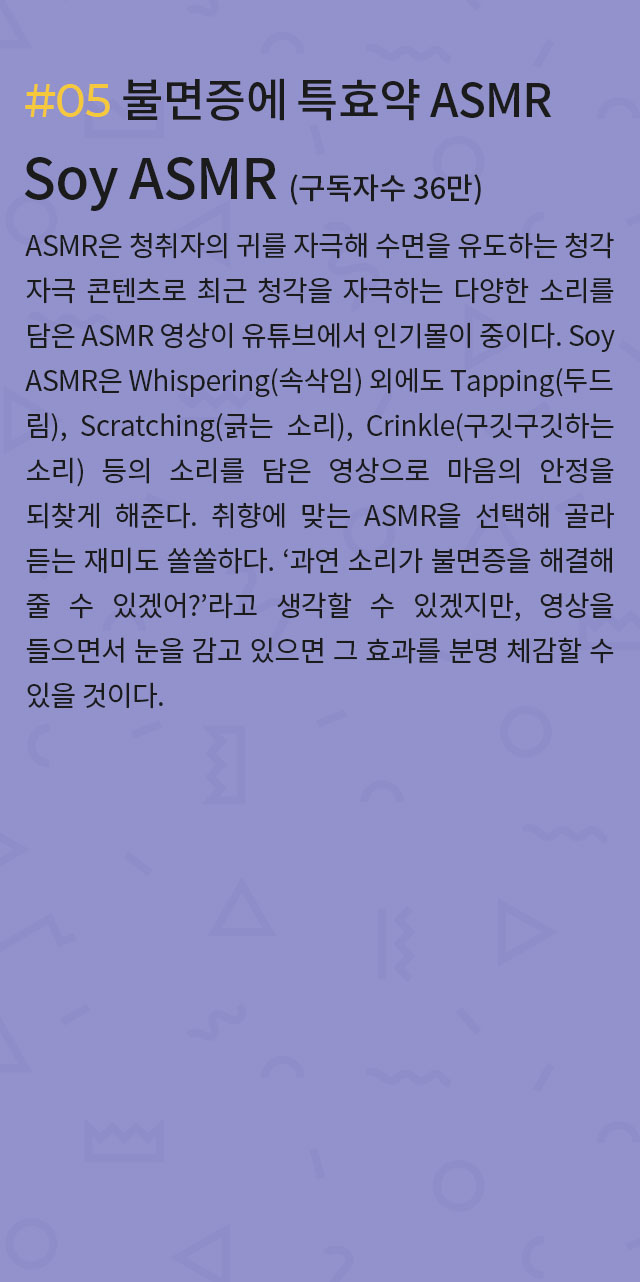 #05 불면증에 특효약 ASMR
Soy ASMR (구독자수 36만)
ASMR은 청취자의 귀를 자극해 수면을 유도하는 청각
자극 콘텐츠로 최근 청각을 자극하는 다양한 소리를
담은 ASMR 영상이 유튜브에서 인기몰이 중이다. Soy
ASMR은 Whispering(속삭임) 외에도 Tapping(두드
림), Scratching(긁는 소리), Crinkle(구깃구깃하는
소리) 등의 소리를 담은 영상으로 마음의 안정을
되찾게 해준다. 취향에 맞는 ASMR을 선택해 골라
듣는 재미도 쏠쏠하다. ‘과연 소리가 불면증을 해결해
줄 수 있겠어?’라고 생각할 수 있겠지만, 영상을
들으면서 눈을 감고 있으면 그 효과를 분명 체감할 수
있을 것이다.